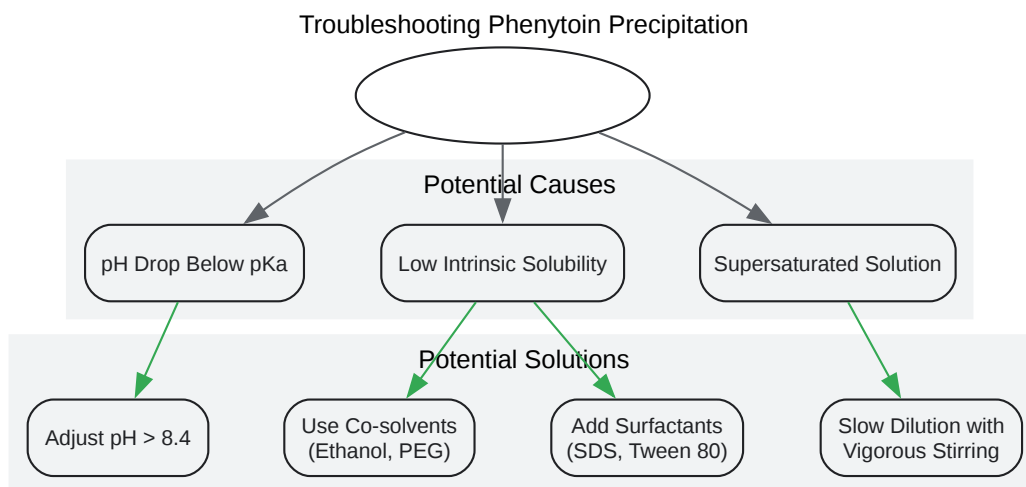 Troubleshooting Phenytoin Precipitation
Potential Causes
pH Drop Below pKa
Low Intrinsic Solubility
Supersaturated Solution
Potential Solutions
Adjust pH > 8.4
Use Co-solvents
(Ethanol, PEG)
Add Surfactants
(SDS, Tween 80)
Slow Dilution with
Vigorous Stirring